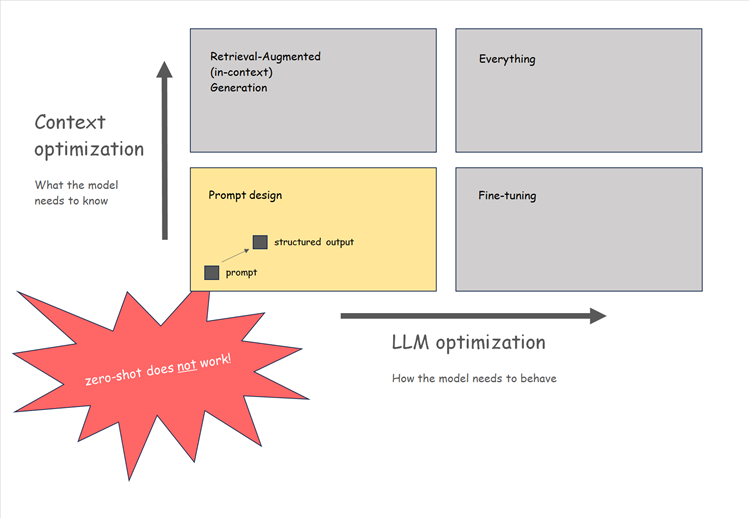 Retrieval-Augmented
(in-context)
Generation
Everything
Context
optimization
What the model
needs to know
Prompt design
structured output
prompt
Fine-tuning
zero-shot does not work!
LLM optimization
How the model needs to behave